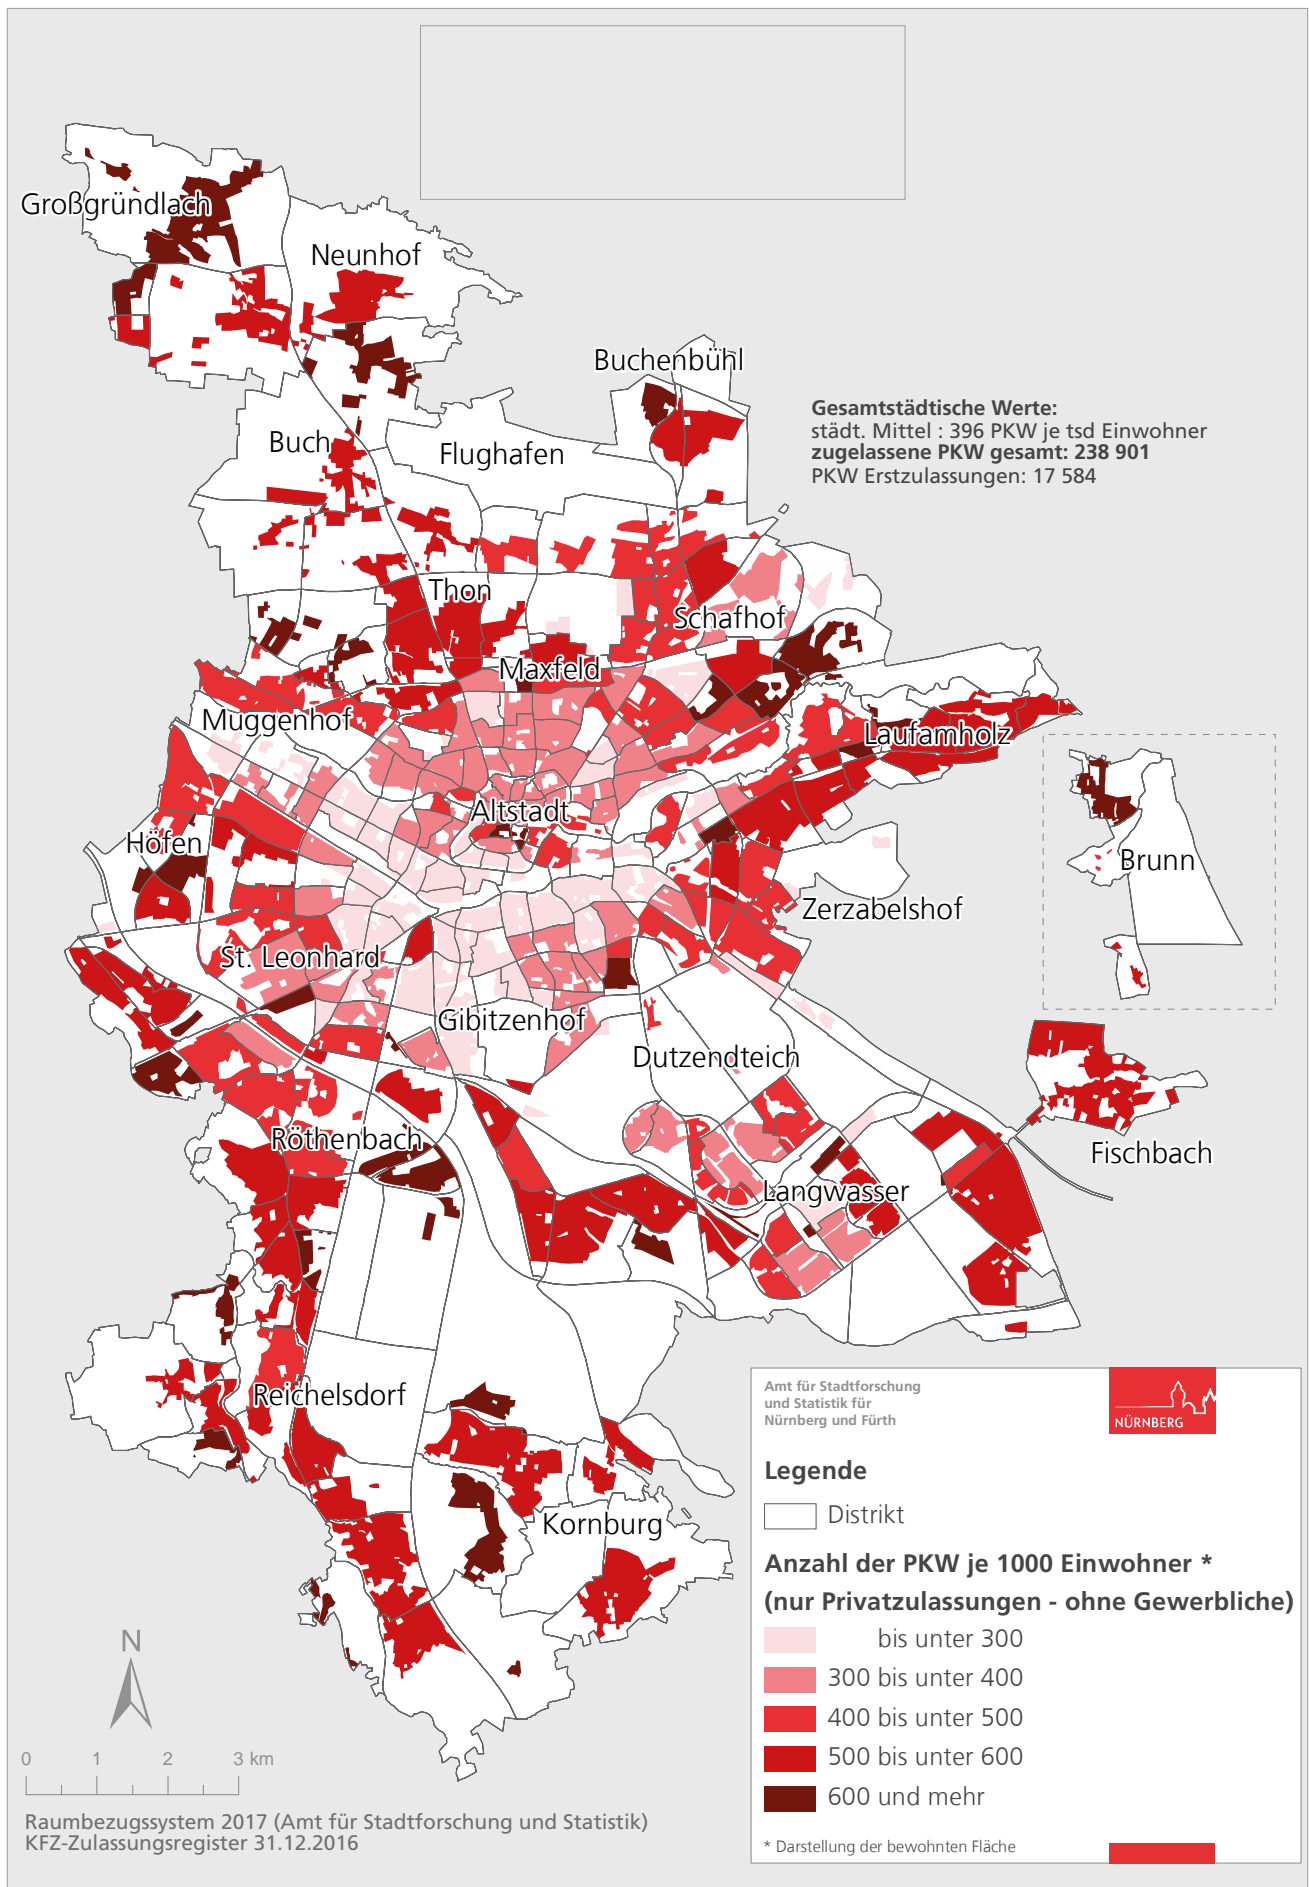 Großgründlach
Neunhof
Buchenbühl
Gesamtstädtische Werte:
städt. Mittel : 396 PKW je tsd Einwohner
zugelassene PKW gesamt: 238 901
PKW Erstzulassungen: 17 584
Buch
Flughafen
Thon
Schafhof
Maxfeld
Muggenhof
Laufamholz
Altstadt
Höfen
Brunn
Zerzabelshof
St. Leonhard
Gibitzenhof
Dutzendteich
Röthenbach
Fischbach
Langwasser
Reichelsdorf
Kornburg
Amt für Stadtforschung
und Statistik für
Nürnberg und Fürth
NÜRNBERG
Legende
Distrikt
Anzahl der PKW je 1000 Einwohner *
(nur Privatzulassungen - ohne Gewerbliche)
bis unter 300
300 bis unter 400
400 bis unter 500
500 bis unter 600
600 und mehr
* Darstellung der bewohnten Fläche
N
0 1 2 3 km
Raumbezugssystem 2017 (Amt für Stadtforschung und Statistik)
KFZ-Zulassungsregister 31.12.2016